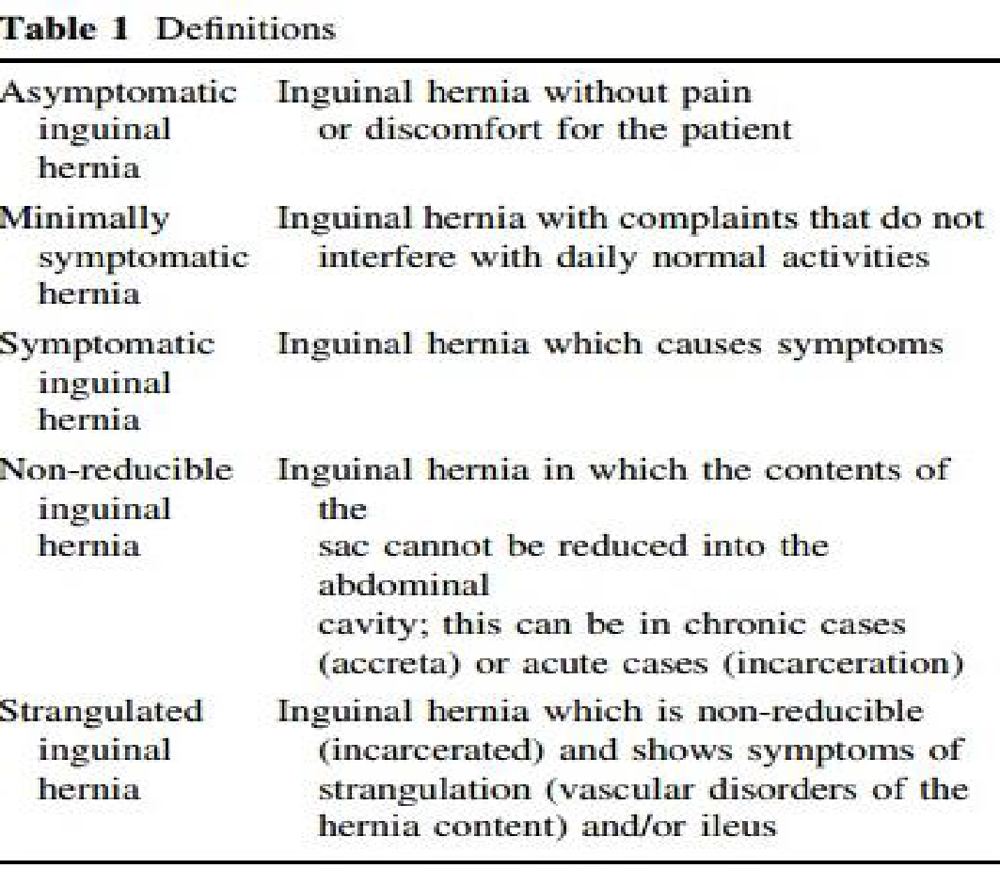 Table 1 Definitions
Asymptomatic Inguinal hernia without pain
inguinal or discomfort for the patient
hernia
Minimally Inguinal hernia with complaints that do not
symptomatic interfere with daily normal activities
hernia
Symptomatic Inguinal hernia which causes symptoms
inguinal
hernia
Non-reducible Inguinal hernia in which the contents of
inguinal the
hernia sac cannot be reduced into the
abdominal
cavity; this can be in chronic cases
(accreta) or acute cases (incarceration)
Strangulated Inguinal hernia which is non-reducible
inguinal (incarcerated) and shows symptoms of
hernia strangulation (vascular disorders of the
hernia content) and/or ileus